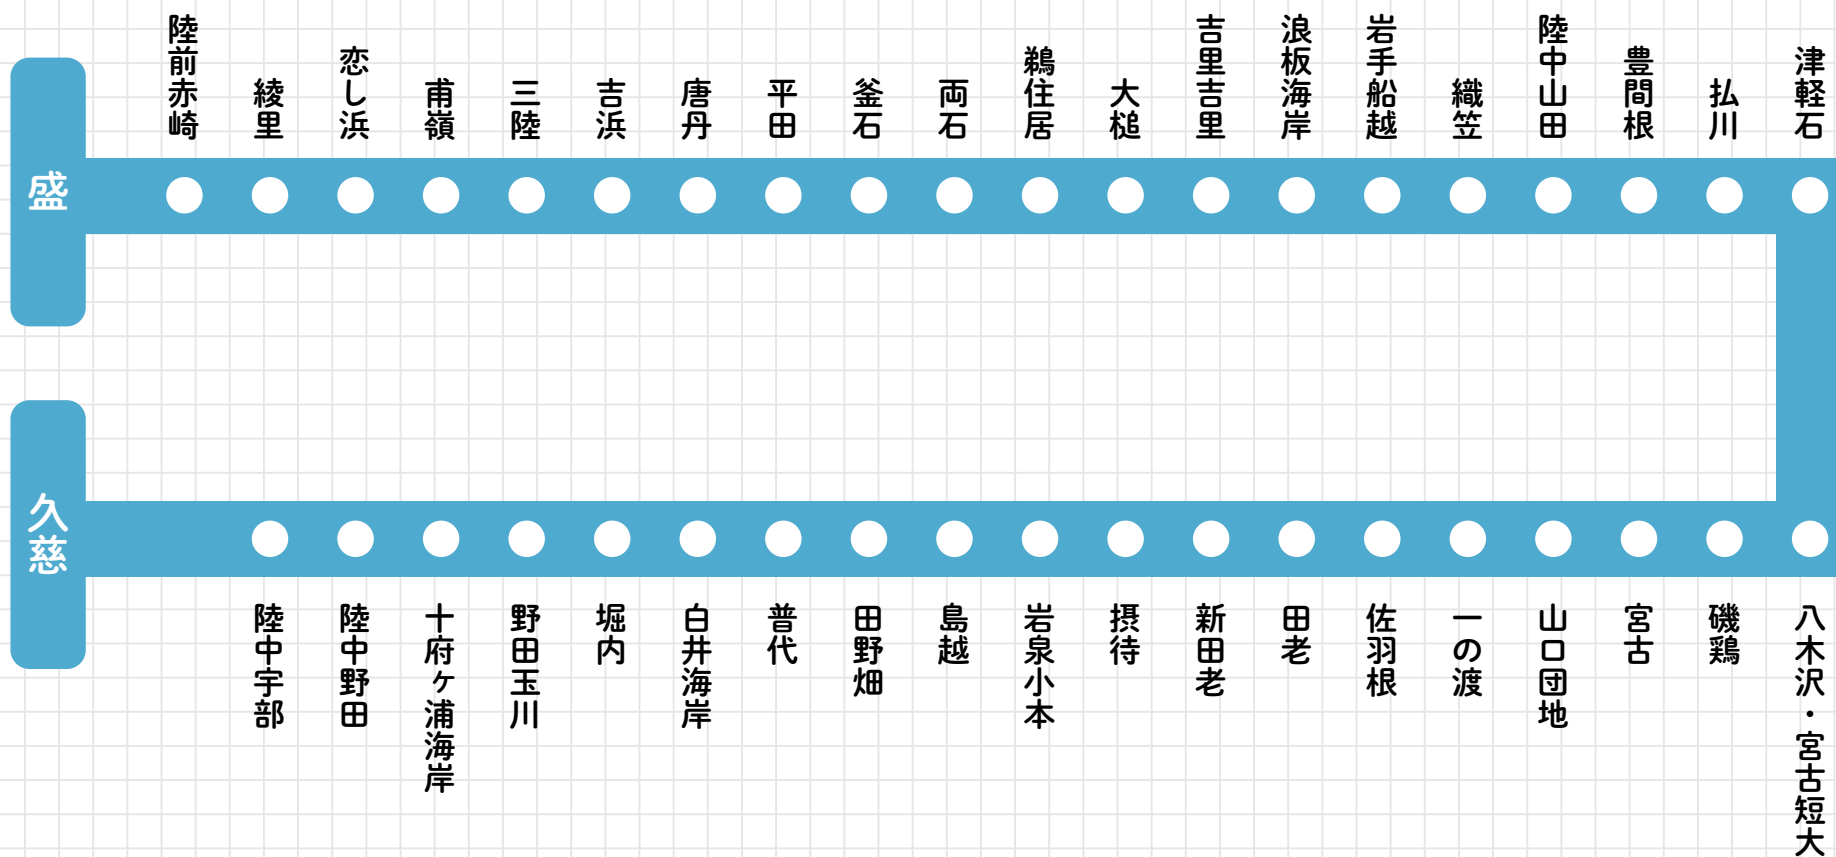 盛
陸前赤崎
綾里
恋し浜
甫嶺
三陸
吉浜
唐丹
平田
釜石
両石
鵜住居
大槌
吉里吉里
浪板海岸
岩手船越
織笠
陸中山田
豊間根
払川
津軽石
久慈
陸中宇部
陸中野田
十府ヶ浦海岸
野田玉川
堀内
白井海岸
普代
田野畑
島越
岩泉小本
摂待
新田老
田老
佐羽根
一の渡
山口団地
宮古
磯鶏
八木沢・宮古短大